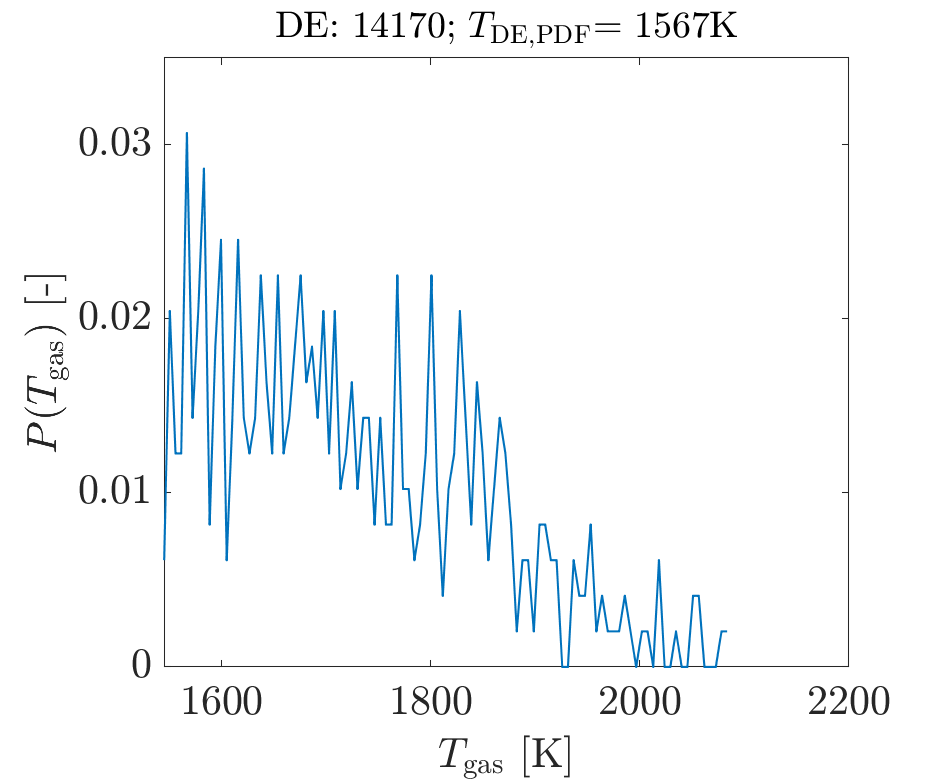 DE: 14170; T_DE,PDF= 1567K
0.03
0.02
0.01
0
P(T_gas) [-]
1600 1800 2000 2200
T_gas [K]